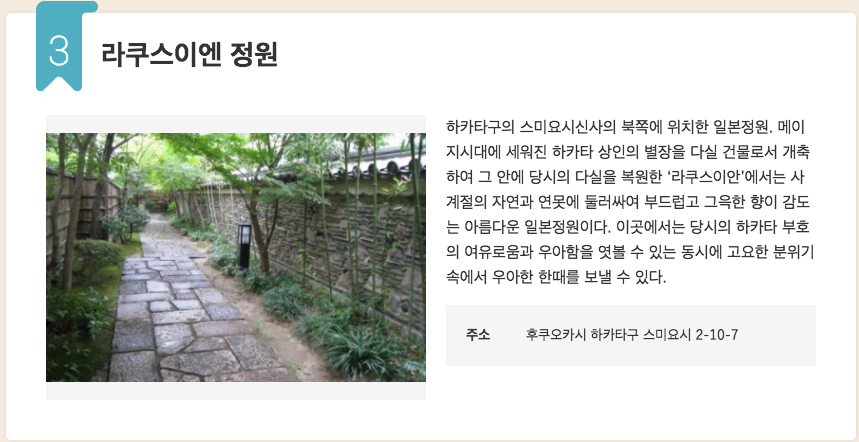 3
라쿠스이엔 정원
하카타구의 스미요시신사의 북쪽에 위치한 일본정원. 메이
지시대에 세워진 하카타 상인의 별장을 다실 건물로서 개축
하여 그 안에 당시의 다실을 복원한 ‘라쿠스이안’에서는 사
계절의 자연과 연못에 둘러싸여 부드럽고 그윽한 향이 감도
는 아름다운 일본정원이다. 이곳에서는 당시의 하카타 부호
의 여유로움과 우아함을 엿볼 수 있는 동시에 고요한 분위기
속에서 우아한 한때를 보낼 수 있다.
주소 후쿠오카시 하카타구 스미요시 2-10-7